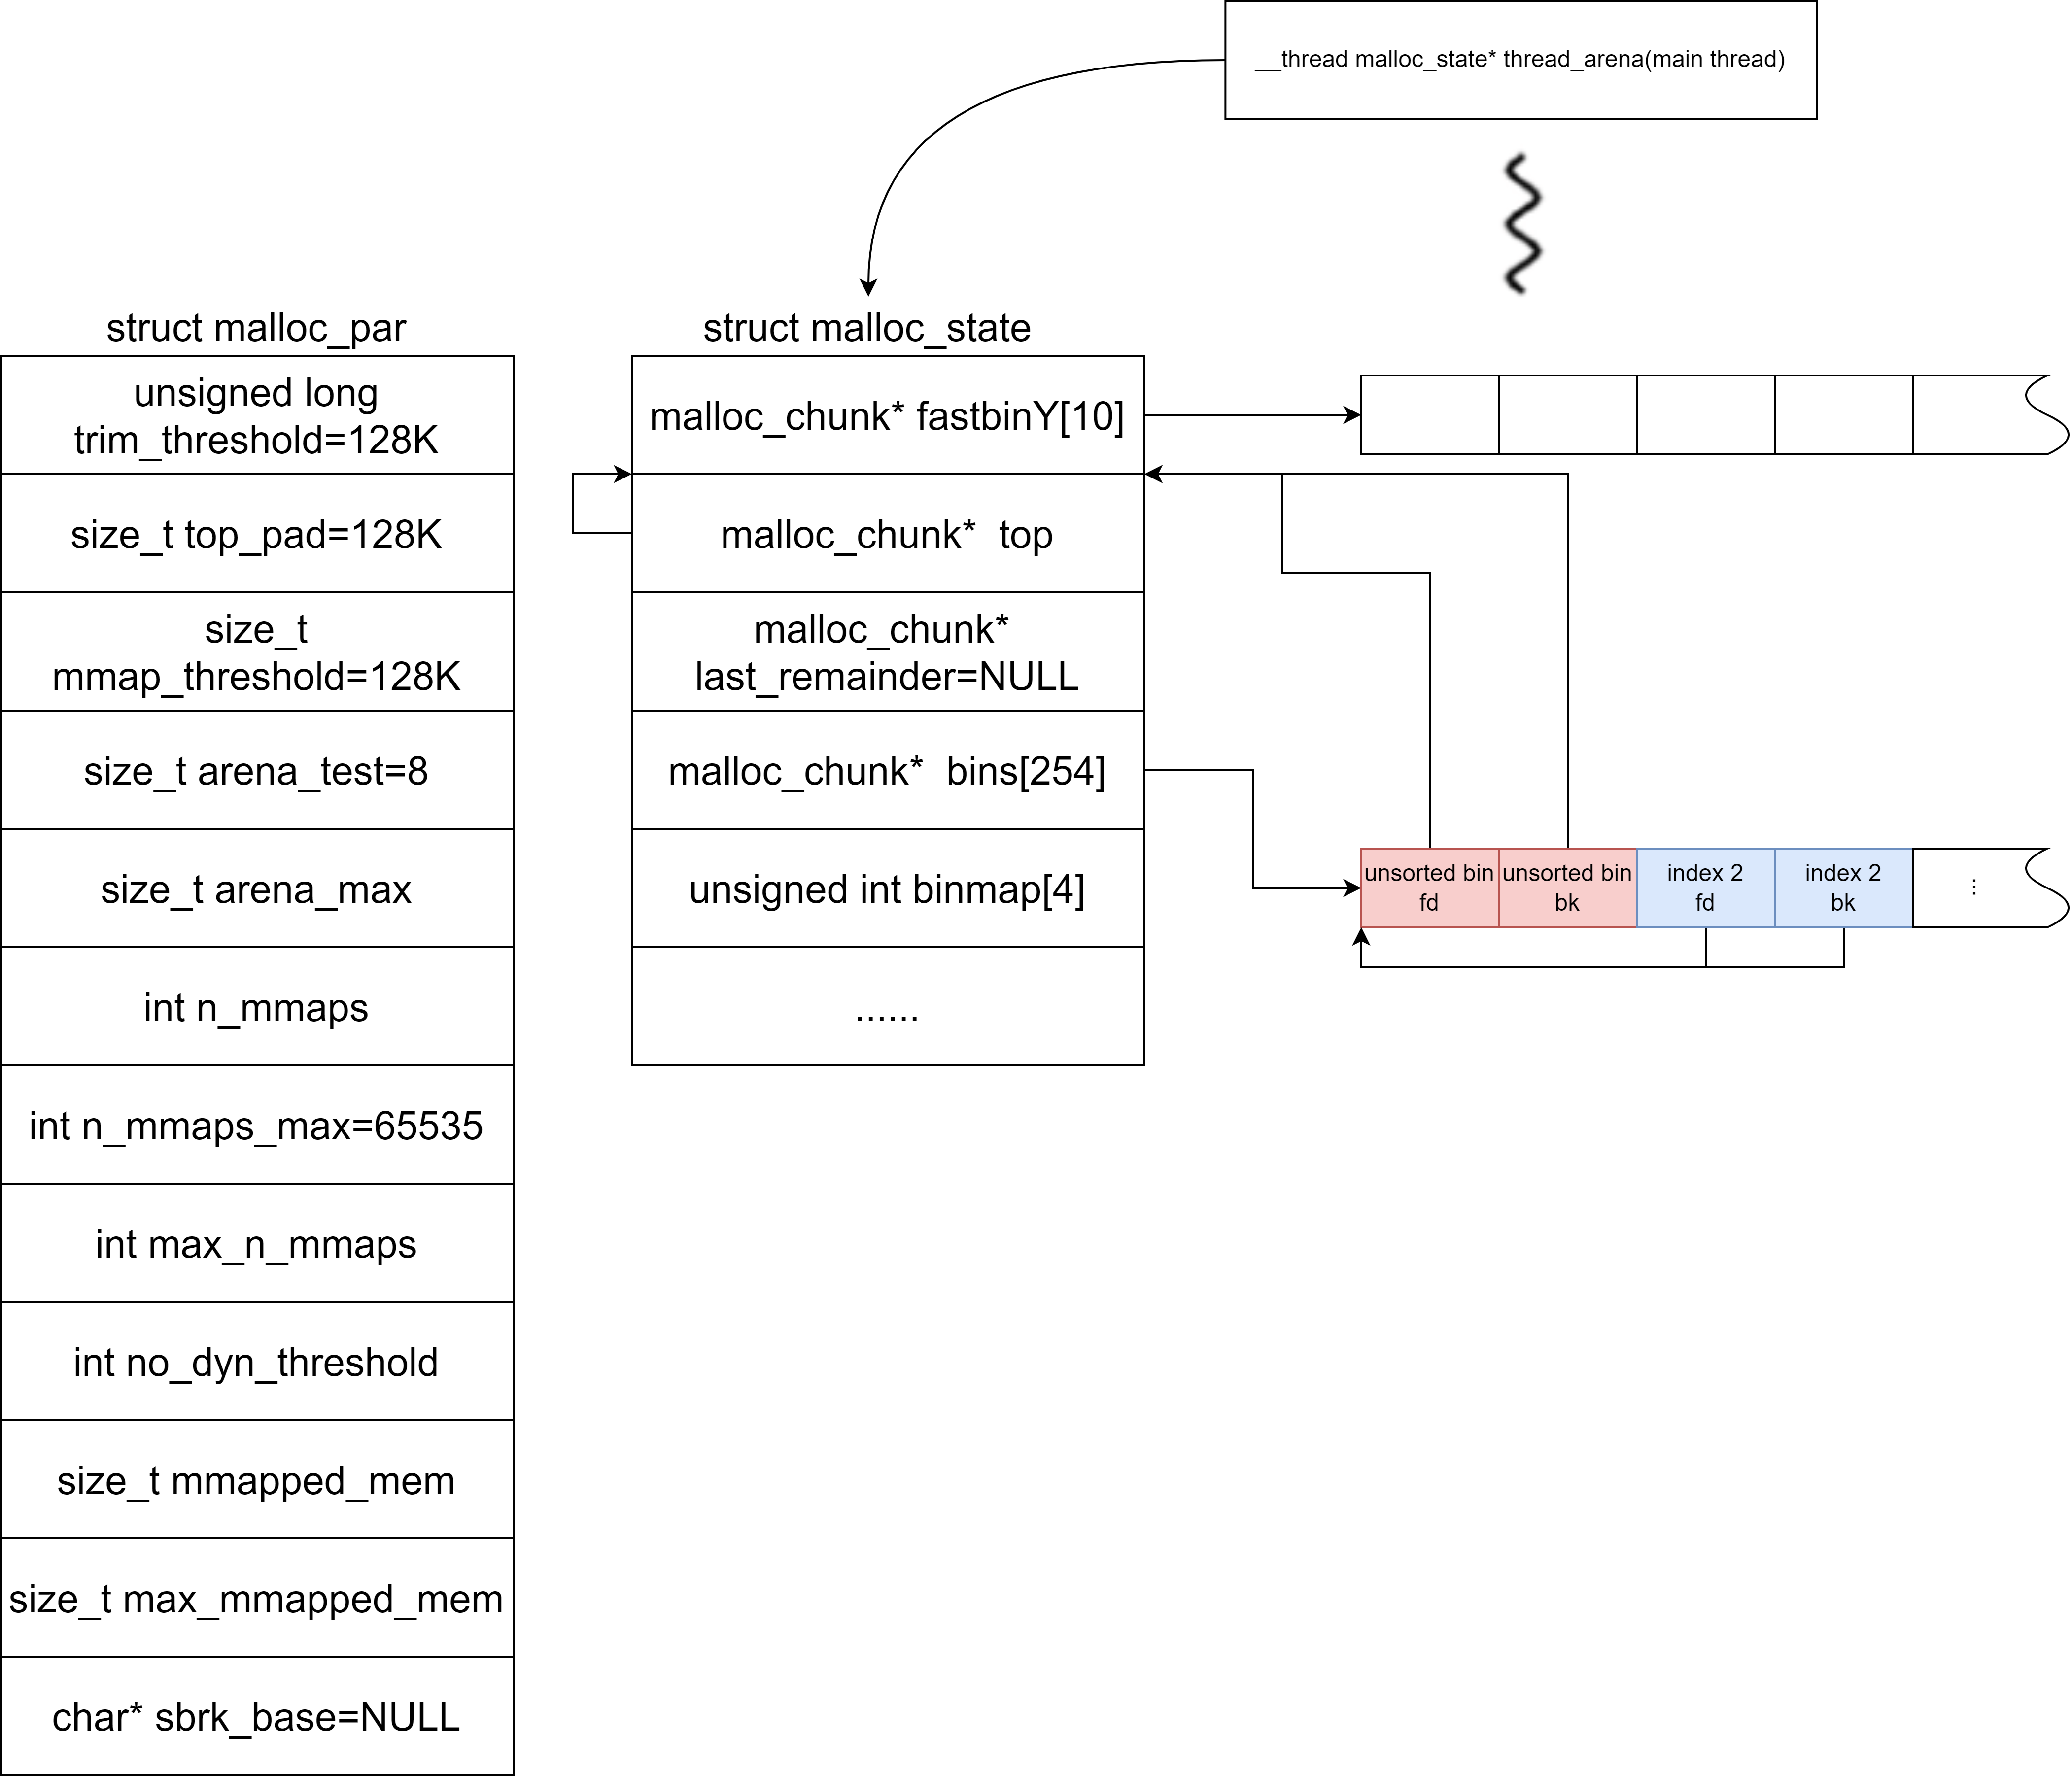 __thread malloc_state* thread_arena(main thread)
struct malloc_par
unsigned long
trim_threshold=128K
size_t top_pad=128K
size_t
mmap_threshold=128K
size_t arena_test=8
size_t arena_max
int n_mmaps
int n_mmaps_max=65535
int max_n_mmaps
int no_dyn_threshold
size_t mmapped_mem
size_t max_mmapped_mem
char* sbrk_base=NULL
struct malloc_state
malloc_chunk* fastbinY[10]
malloc_chunk*  top
malloc_chunk*
last_remainder=NULL
malloc_chunk*  bins[254]
unsigned int binmap[4]
......
unsorted bin
fd
unsorted bin
bk
index 2
fd
index 2
bk
⋮